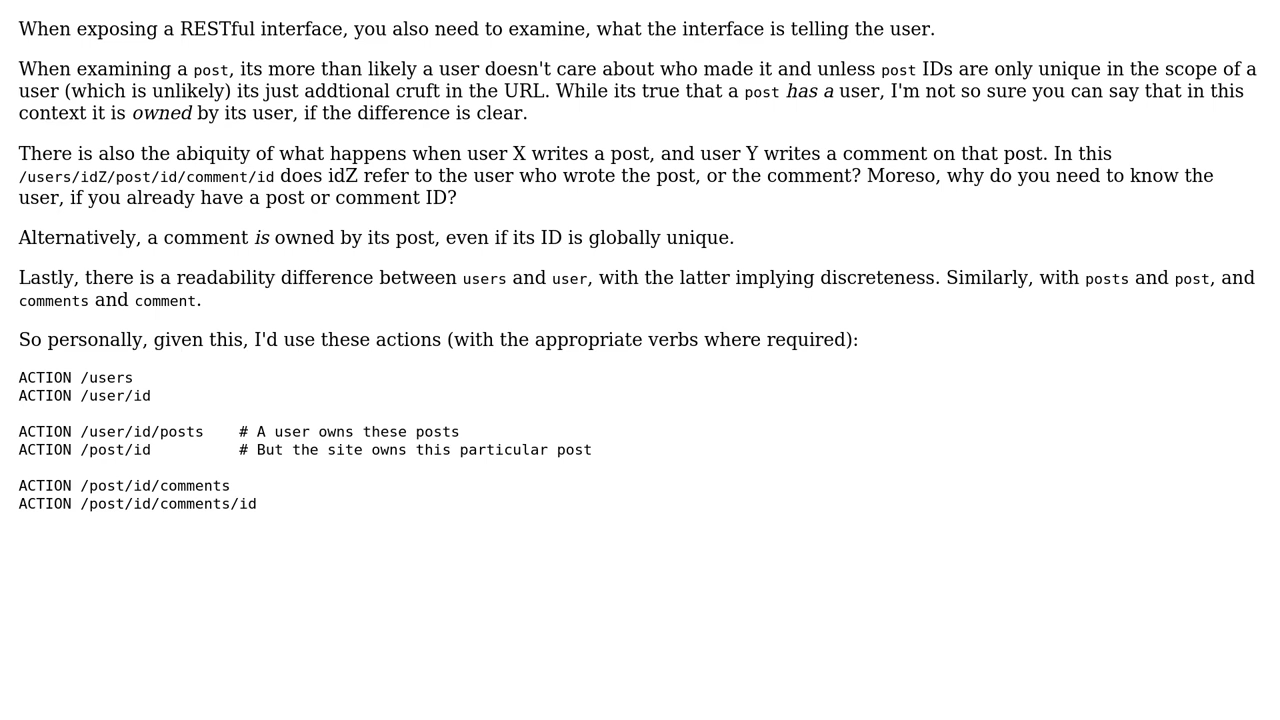 When exposing a RESTful interface, you also need to examine, what the interface is telling the user.
When examining a post, its more than likely a user doesn't care about who made it and unless post IDs are only unique in the scope of a
user (which is unlikely) its just addtional cruft in the URL. While its true that a post has a user, I'm not so sure you can say that in this
context it is owned by its user, if the difference is clear.
There is also the abiquity of what happens when user X writes a post, and user Y writes a comment on that post. In this
/users/idZ/post/id/comment/id does idZ refer to the user who wrote the post, or the comment? Moreso, why do you need to know the
user, if you already have a post or comment ID?
Alternatively, a comment is owned by its post, even if its ID is globally unique.
Lastly, there is a readability difference between users and user, with the latter implying discreteness. Similarly, with posts and post, and
comments and comment.
So personally, given this, I'd use these actions (with the appropriate verbs where required):
ACTION /users
ACTION /user/id
ACTION /user/id/posts    # A user owns these posts
ACTION /post/id          # But the site owns this particular post
ACTION /post/id/comments
ACTION /post/id/comments/id